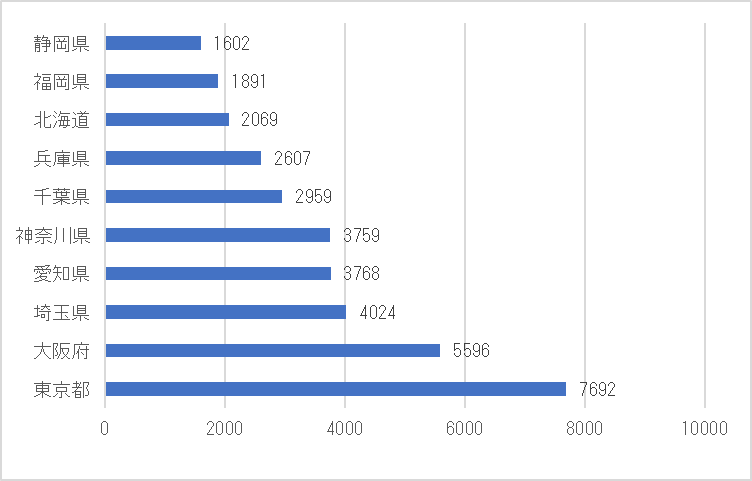 静岡県 1602
福岡県 1891
北海道 2069
兵庫県 2607
千葉県 2959
神奈川県 3759
愛知県 3768
埼玉県 4024
大阪府 5596
東京都 7692
0 2000 4000 6000 8000 10000